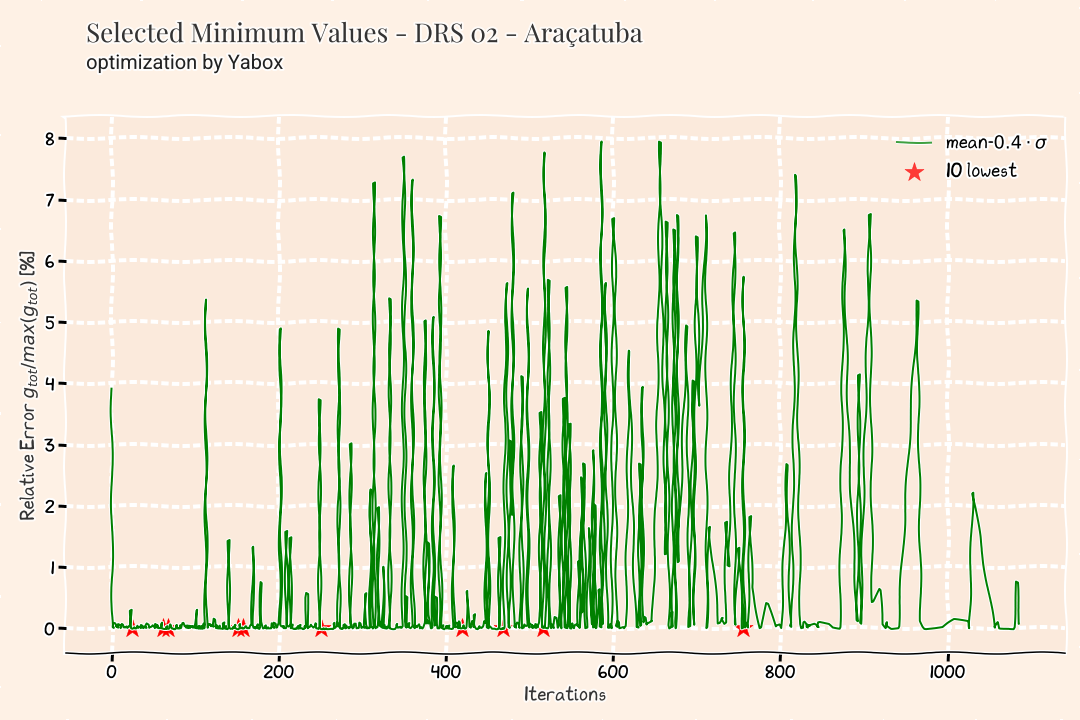 Selected Minimum Values - DRS 02 - Araçatuba
optimization by Yabox
mean-0.4 · σ
10 lowest
8
7
6
5
4
3
2
1
0
Relative Error g_tot/max(g_tot) [%]
0 200 400 600 800 1000
Iterations